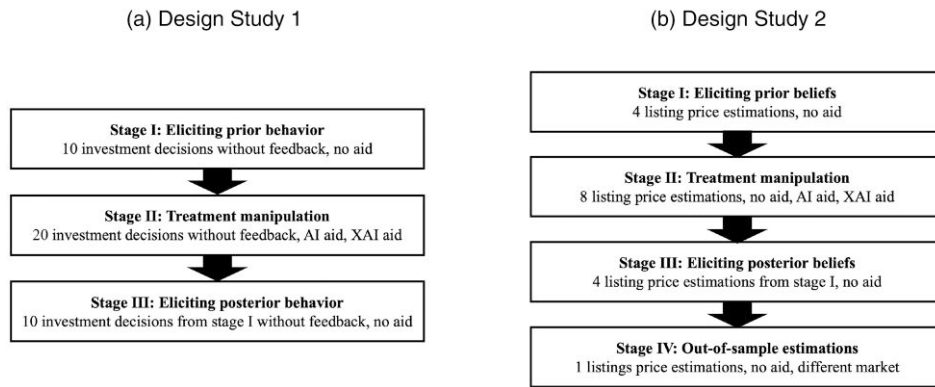 (a) Design Study 1
Stage I: Eliciting prior behavior
10 investment decisions without feedback, no aid
Stage II: Treatment manipulation
20 investment decisions without feedback, AI aid, XAI aid
Stage III: Eliciting posterior behavior
10 investment decisions from stage I without feedback, no aid
(b) Design Study 2
Stage I: Eliciting prior beliefs
4 listing price estimations, no aid
Stage II: Treatment manipulation
8 listing price estimations, no aid, AI aid, XAI aid
Stage III: Eliciting posterior beliefs
4 listing price estimations from stage I, no aid
Stage IV: Out-of-sample estimations
1 listings price estimations, no aid, different market